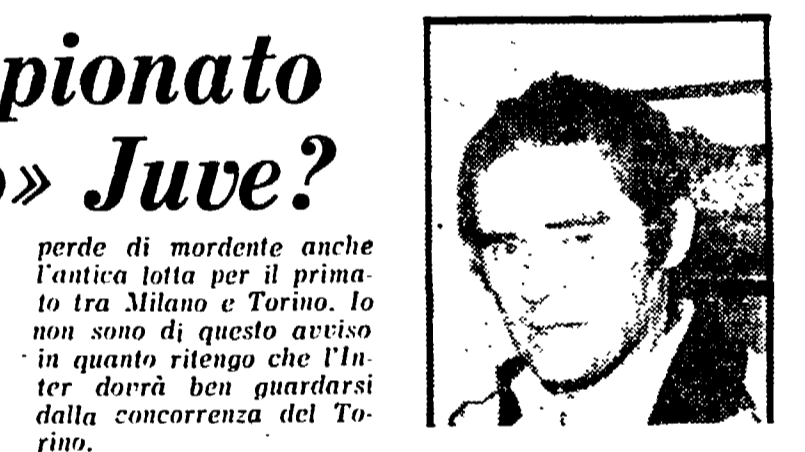 pionato
» Juve?
perde di mordente anche
l'antica lotta per il prima-
to tra Milano e Torino. Io
non sono di questo avviso
in quanto ritengo che l'In-
ter dovrà ben guardarsi
dalla concorrenza del To-
rino.